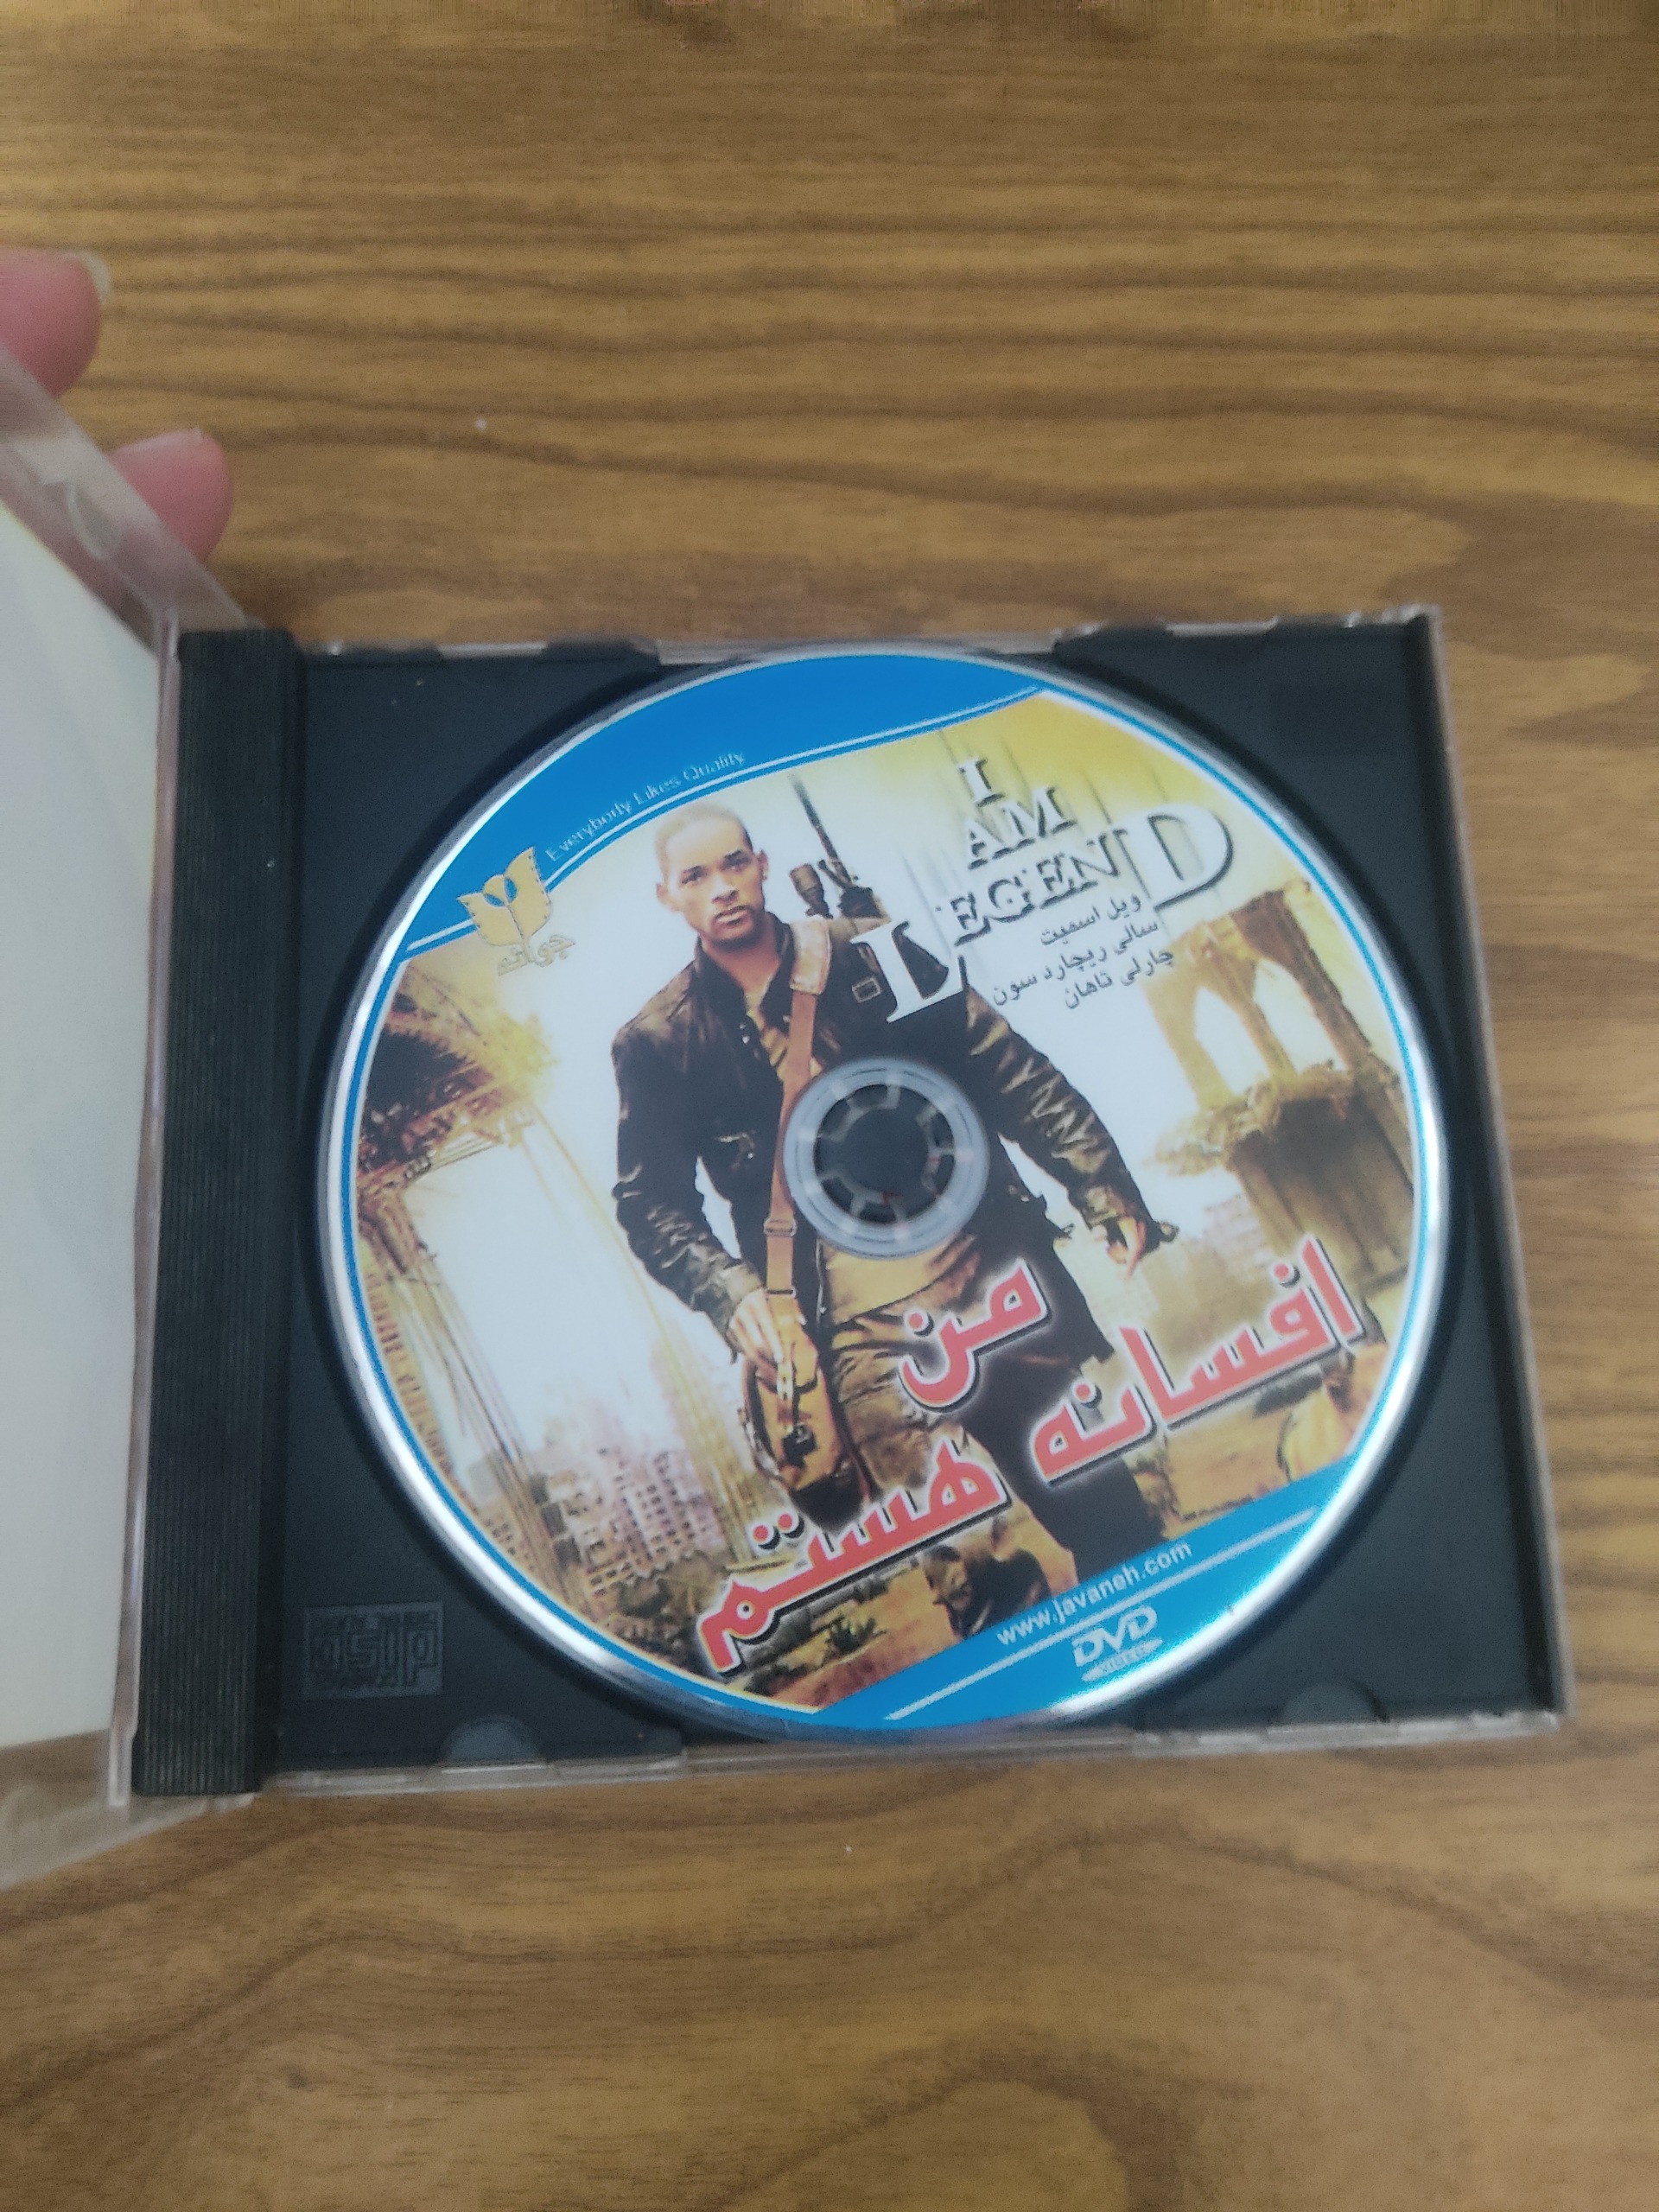 Everybody Likes Quality
جوانه
I
AM
LEGEND
ویل اسمیت
سالی ریچارد سون
چارلی تاهان
من
افسانه هستم
www.javaneh.com
DVD
VIDEO